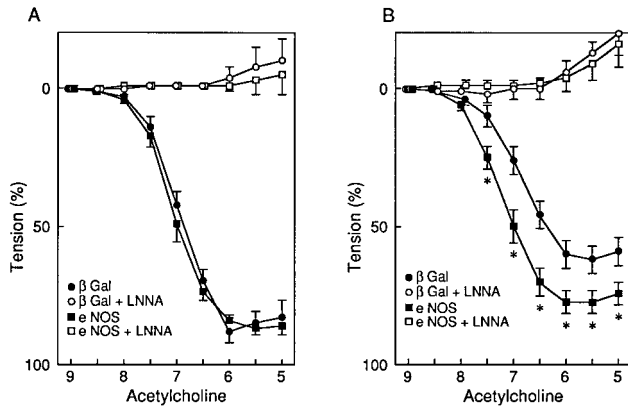 A
0
50
100
Tension (%)
β Gal
β Gal + LNNA
e NOS
e NOS + LNNA
9 8 7 6 5
Acetylcholine
B
0
50
100
Tension (%)
*
* * * * *
β Gal
β Gal + LNNA
e NOS
e NOS + LNNA
9 8 7 6 5
Acetylcholine